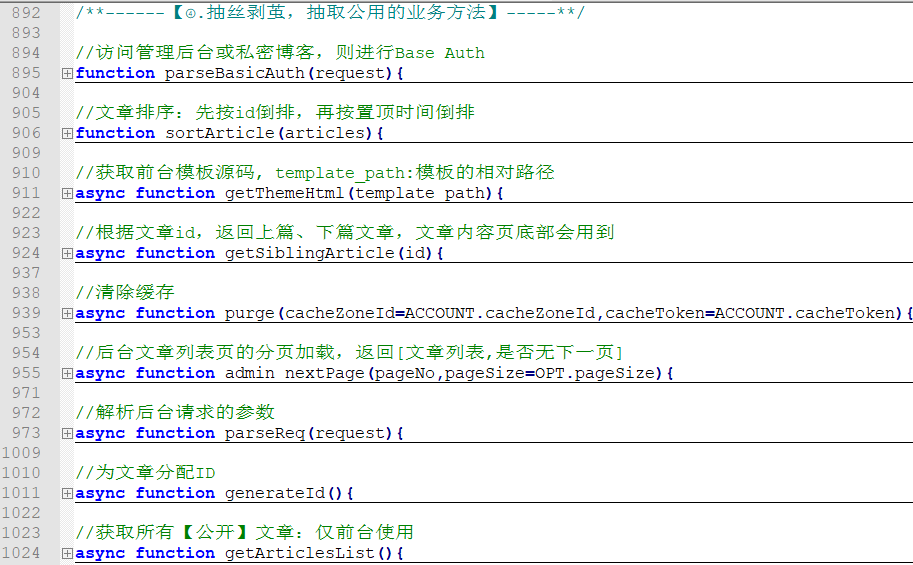 892 /**------【④.抽丝剥茧，抽取公用的业务方法】-----**/
893
894 //访问管理后台或私密博客，则进行Base Auth
895 function parseBasicAuth(request){
904
905 //文章排序：先按id倒排，再按置顶时间倒排
906 function sortArticle(articles){
909
910 //获取前台模板源码, template_path:模板的相对路径
911 async function getThemeHtml(template_path){
922
923 //根据文章id，返回上篇、下篇文章，文章内容页底部会用到
924 async function getSiblingArticle(id){
937
938 //清除缓存
939 async function purge(cacheZoneId=ACCOUNT.cacheZoneId,cacheToken=ACCOUNT.cacheToken){
953
954 //后台文章列表页的分页加载，返回[文章列表,是否无下一页]
955 async function admin_nextPage(pageNo,pageSize=OPT.pageSize){
971
972 //解析后台请求的参数
973 async function parseReq(request){
1009
1010 //为文章分配ID
1011 async function generateId(){
1022
1023 //获取所有【公开】文章：仅前台使用
1024 async function getArticlesList(){